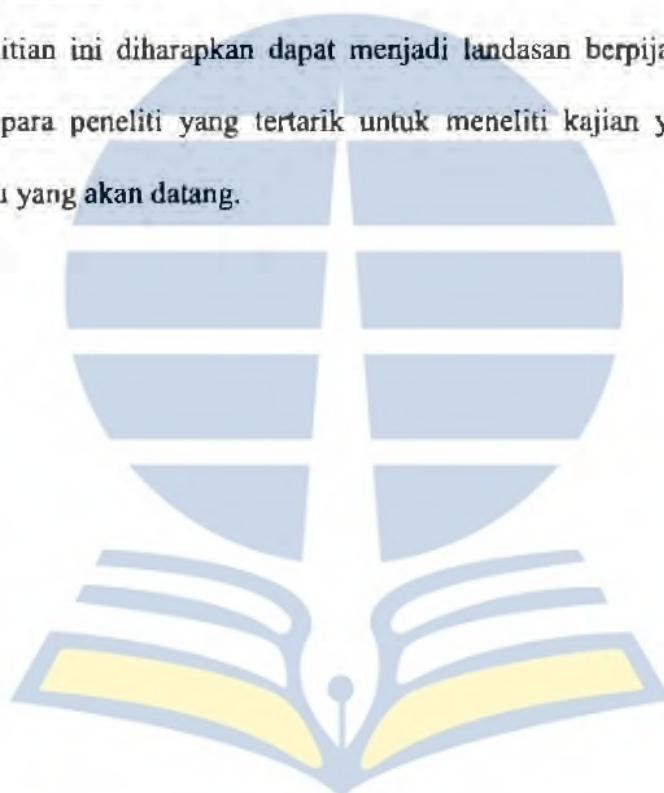 itian ini diharapkan dapat menjadi landasan berpija
para peneliti yang tertarik untuk meneliti kajian y
u yang akan datang.